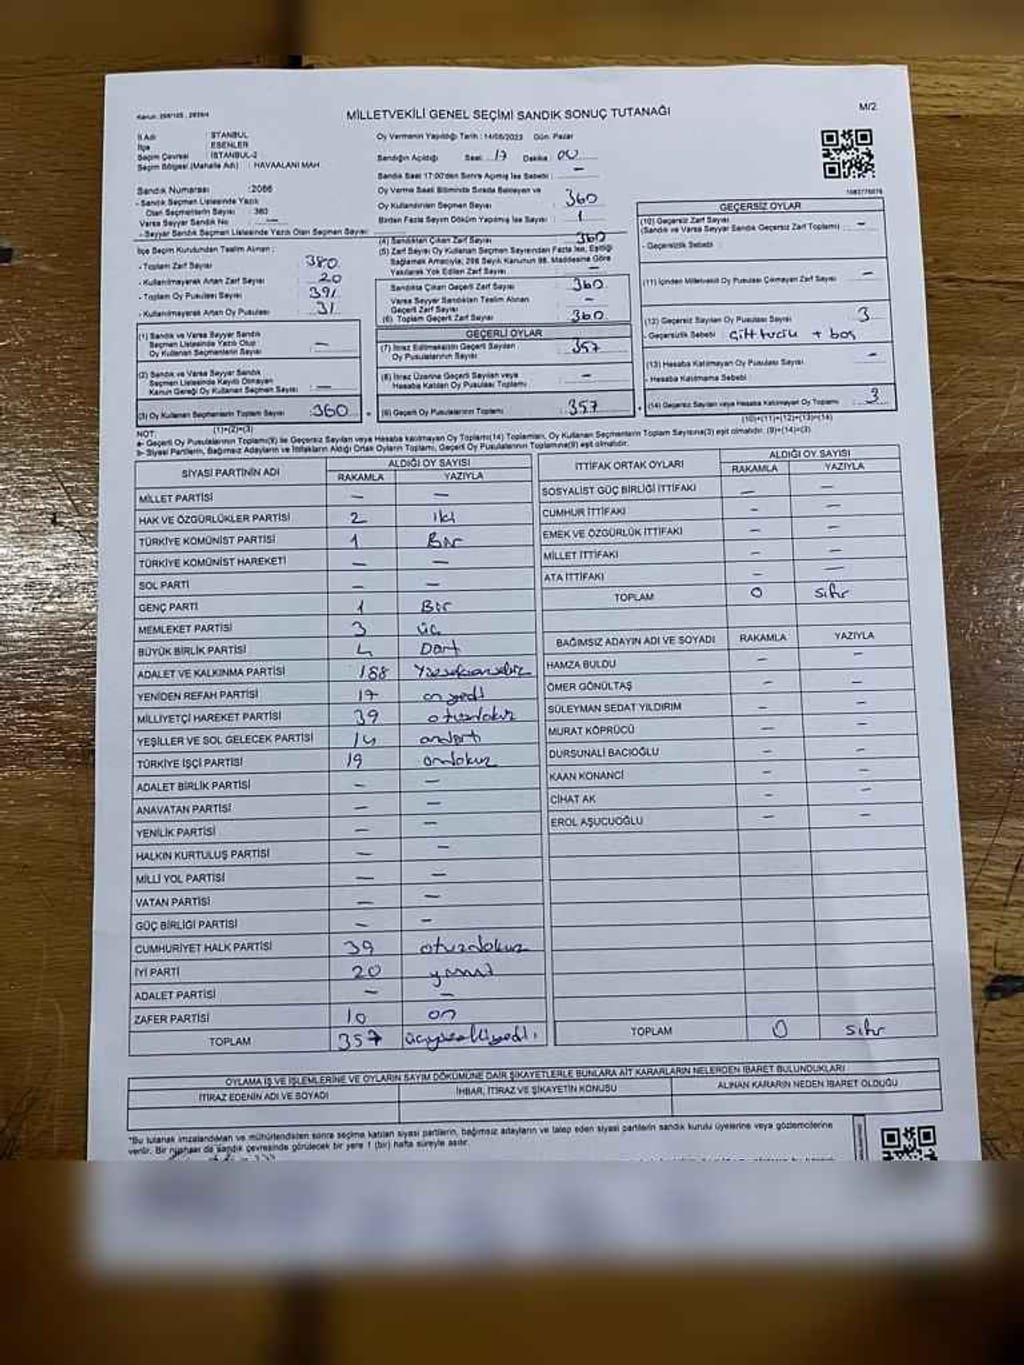 Kanun: 298/105 , 2839/4
MİLLETVEKİLİ GENEL SEÇİMİ SANDIK SONUÇ TUTANAĞI
M/2
İl Adı : İSTANBUL
İlçe : ESENLER
Seçim Çevresi : İSTANBUL-2
Seçim Bölgesi (Mahalle Adı) : HAVAALANI MAH
Sandık Numarası :2066
- Sandık Seçmen Listesinde Yazılı
Olan Seçmenlerin Sayısı : 380
Varsa Seyyar Sandık No :
- Seyyar Sandık Seçmen Listesinde Yazılı Olan Seçmen Sayısı:
Oy Vermenin Yapıldığı Tarih : 14/05/2023 Gün: Pazar
Sandığın Açıldığı Saat : 17 Dakika : 00
Sandık Saat 17:00'den Sonra Açılmış İse Sebebi : —
Oy Verme Saati Bitiminde Sırada Bekleyen ve
Oy Kullandırılan Seçmen Sayısı : 360
Birden Fazla Sayım Döküm Yapılmış İse Sayısı : 1
(4) Sandıktan Çıkan Zarf Sayısı 360
(5) Zarf Sayısı Oy Kullanan Seçmen Sayısından Fazla İse, Eşitliği
Sağlamak Amacıyla; 298 Sayılı Kanunun 98. Maddesine Göre
Yakılarak Yok Edilen Zarf Sayısı : —
İlçe Seçim Kurulundan Teslim Alınan ;
- Toplam Zarf Sayısı : 380
- Kullanılmayarak Artan Zarf Sayısı : 20
- Toplam Oy Pusulası Sayısı : 391
- Kullanılmayarak Artan Oy Pusulası : 31
Sandıkta Çıkan Geçerli Zarf Sayısı : 360
Varsa Seyyar Sandıktan Teslim Alınan
Geçerli Zarf Sayısı : —
(6) Toplam Geçerli Zarf Sayısı : 360
(1) Sandık ve Varsa Seyyar Sandık
Seçmen Listesinde Yazılı Olup
Oy Kullanan Seçmenlerin Sayısı : —
(2) Sandık ve Varsa Seyyar Sandık
Seçmen Listesinde Kayıtlı Olmayan
Kanun Gereği Oy Kullanan Seçmen Sayısı : —
(3) Oy Kullanan Seçmenlerin Toplam Sayısı : 360
(1)+(2)=(3)
GEÇERLİ OYLAR
(7) İtiraz Edilmeksizin Geçerli Sayılan
Oy Pusulalarının Sayısı : 357
(8) İtiraz Üzerine Geçerli Sayılan veya
Hesaba Katılan Oy Pusulası Toplamı : —
(9) Geçerli Oy Pusulalarının Toplamı : 357
GEÇERSİZ OYLAR
(10) Geçersiz Zarf Sayısı : —
(Sandık ve Varsa Seyyar Sandık Geçersiz Zarf Toplamı)
- Geçersizlik Sebebi :
(11) İçinden Milletvekili Oy Pusulası Çıkmayan Zarf Sayısı : —
(12) Geçersiz Sayılan Oy Pusulası Sayısı : 3
- Geçersizlik Sebebi : Çift tuclu + boş
(13) Hesaba Katılmayan Oy Pusulası Sayısı : —
- Hesaba Katılmama Sebebi
(14) Geçersiz Sayılan veya Hesaba Katılmayan Oy Toplamı : 3
(10)+(11)+(12)+(13)=(14)
NOT:
a- Geçerli Oy Pusulalarının Toplamı(9) ile Geçersiz Sayılan veya Hesaba katılmayan Oy Toplamı(14) Toplamları, Oy Kullanan Seçmenlerin Toplam Sayısına(3) eşit olmalıdır. (9)+(14)=(3)
b- Siyasi Partilerin, Bağımsız Adayların ve İttifakların Aldığı Ortak Oyların Toplamı, Geçerli Oy Pusulalarının Toplamına(9) eşit olmalıdır.
SİYASİ PARTİNİN ADI ALDIĞI OY SAYISI
RAKAMLA YAZIYLA
MİLLET PARTİSİ — —
HAK VE ÖZGÜRLÜKLER PARTİSİ 2 iki
TÜRKİYE KOMÜNİST PARTİSİ 1 Bir
TÜRKİYE KOMÜNİST HAREKETİ — —
SOL PARTİ — —
GENÇ PARTİ 1 Bir
MEMLEKET PARTİSİ 3 üç
BÜYÜK BİRLİK PARTİSİ 4 Dört
ADALET VE KALKINMA PARTİSİ 188 Yüzseksensekiz
YENİDEN REFAH PARTİSİ 17 onyedi
MİLLİYETÇİ HAREKET PARTİSİ 39 otuzdokuz
YEŞİLLER VE SOL GELECEK PARTİSİ 14 ondört
TÜRKİYE İŞÇİ PARTİSİ 19 ondokuz
ADALET BİRLİK PARTİSİ — —
ANAVATAN PARTİSİ — —
YENİLİK PARTİSİ — —
HALKIN KURTULUŞ PARTİSİ — —
MİLLİ YOL PARTİSİ — —
VATAN PARTİSİ — —
GÜÇ BİRLİĞİ PARTİSİ — —
CUMHURİYET HALK PARTİSİ 39 otuzdokuz
İYİ PARTİ 20 yirmi
ADALET PARTİSİ — —
ZAFER PARTİSİ 10 on
TOPLAM 357 üçyüzelliyedi
İTTİFAK ORTAK OYLARI ALDIĞI OY SAYISI
RAKAMLA YAZIYLA
SOSYALİST GÜÇ BİRLİĞİ İTTİFAKI — —
CUMHUR İTTİFAKI — —
EMEK VE ÖZGÜRLÜK İTTİFAKI — —
MİLLET İTTİFAKI — —
ATA İTTİFAKI — —
TOPLAM 0 sıfır
BAĞIMSIZ ADAYIN ADI VE SOYADI RAKAMLA YAZIYLA
HAMZA BULDU — —
ÖMER GÖNÜLTAŞ — —
SÜLEYMAN SEDAT YILDIRIM — —
MURAT KÖPRÜCÜ — —
DURSUNALİ BACIOĞLU — —
KAAN KONANCİ — —
CİHAT AK — —
EROL AŞUCUOĞLU — —
TOPLAM 0 sıfır
OYLAMA İŞ VE İŞLEMLERİNE VE OYLARIN SAYIM DÖKÜMÜNE DAİR ŞİKAYETLERLE BUNLARA AİT KARARLARIN NELERDEN İBARET BULUNDUKLARI
İTİRAZ EDENİN ADI VE SOYADI İHBAR, İTİRAZ VE ŞİKAYETİN KONUSU ALINAN KARARIN NEDEN İBARET OLDUĞU
*Bu tutanak imzalandıktan ve mühürlendikten sonra seçime katılan siyasi partilerin, bağımsız adayların ve talep eden siyasi partilerin sandık kurulu üyelerine veya gözlemcilerine
verilir. Bir nüshası da sandık çevresinde görülecek bir yere 1 (bir) hafta süreyle asılır.